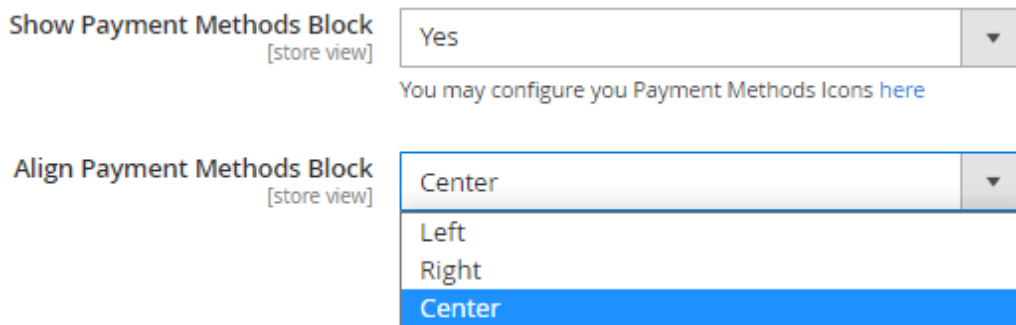 Show Payment Methods Block
[store view]
Yes
You may configure you Payment Methods Icons here
Align Payment Methods Block
[store view]
Center
Left
Right
Center